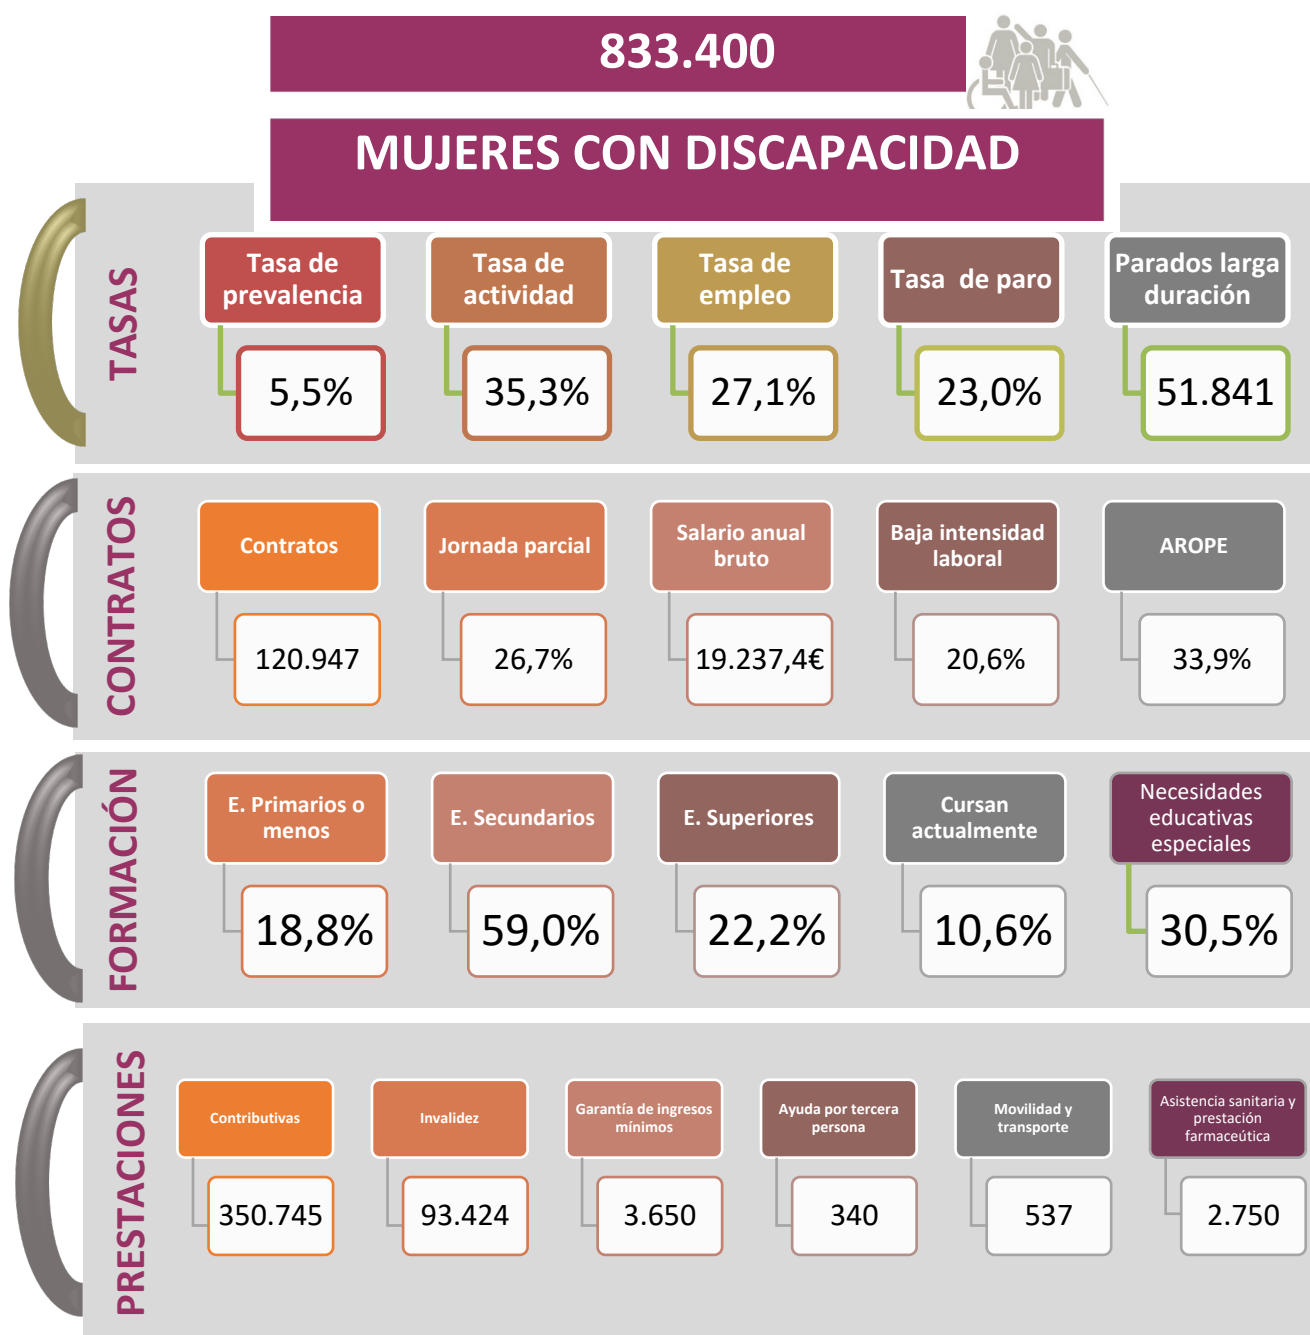 833.400
MUJERES CON DISCAPACIDAD
TASAS
Tasa de
prevalencia
Tasa de
actividad
Tasa de
empleo
Tasa de paro
Parados larga
duración
5,5%
35,3%
27,1%
23,0%
51.841
CONTRATOS
Contratos
Jornada parcial
Salario anual
bruto
Baja intensidad
laboral
AROPE
120.947
26,7%
19.237,4€
20,6%
33,9%
FORMACIÓN
E. Primarios o
menos
E. Secundarios
E. Superiores
Cursan
actualmente
Necesidades
educativas
especiales
18,8%
59,0%
22,2%
10,6%
30,5%
PRESTACIONES
Contributivas
Invalidez
Garantía de ingresos
mínimos
Ayuda por tercera
persona
Movilidad y
transporte
Asistencia sanitaria y
prestación
farmaceútica
350.745
93.424
3.650
340
537
2.750